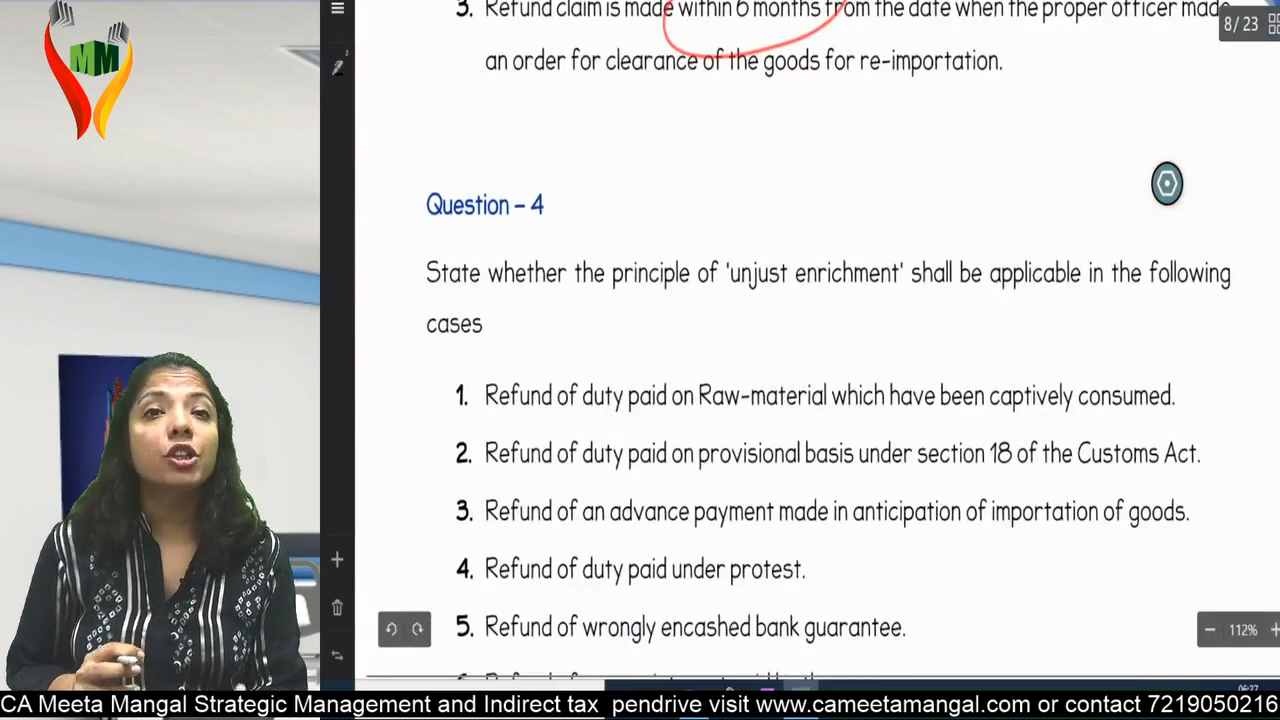 MM
3. Refund claim is made within 6 months from the date when the proper officer made
8/23
an order for clearance of the goods for re-importation.
Question – 4
State whether the principle of 'unjust enrichment' shall be applicable in the following
cases
1. Refund of duty paid on Raw-material which have been captively consumed.
2. Refund of duty paid on provisional basis under section 18 of the Customs Act.
3. Refund of an advance payment made in anticipation of importation of goods.
4. Refund of duty paid under protest.
5. Refund of wrongly encashed bank guarantee.
112%
CA Meeta Mangal Strategic Management and Indirect tax pendrive visit www.cameetamangal.com or contact 7219050216